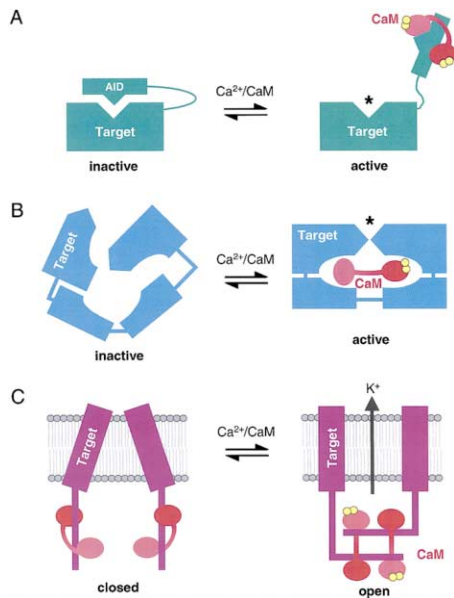 A
CaM
AID
Ca²⁺/CaM
Target
*
Target
inactive
active
B
Target
Ca²⁺/CaM
*
Target
CaM
inactive
active
C
K⁺
Ca²⁺/CaM
Target
Target
CaM
closed
open